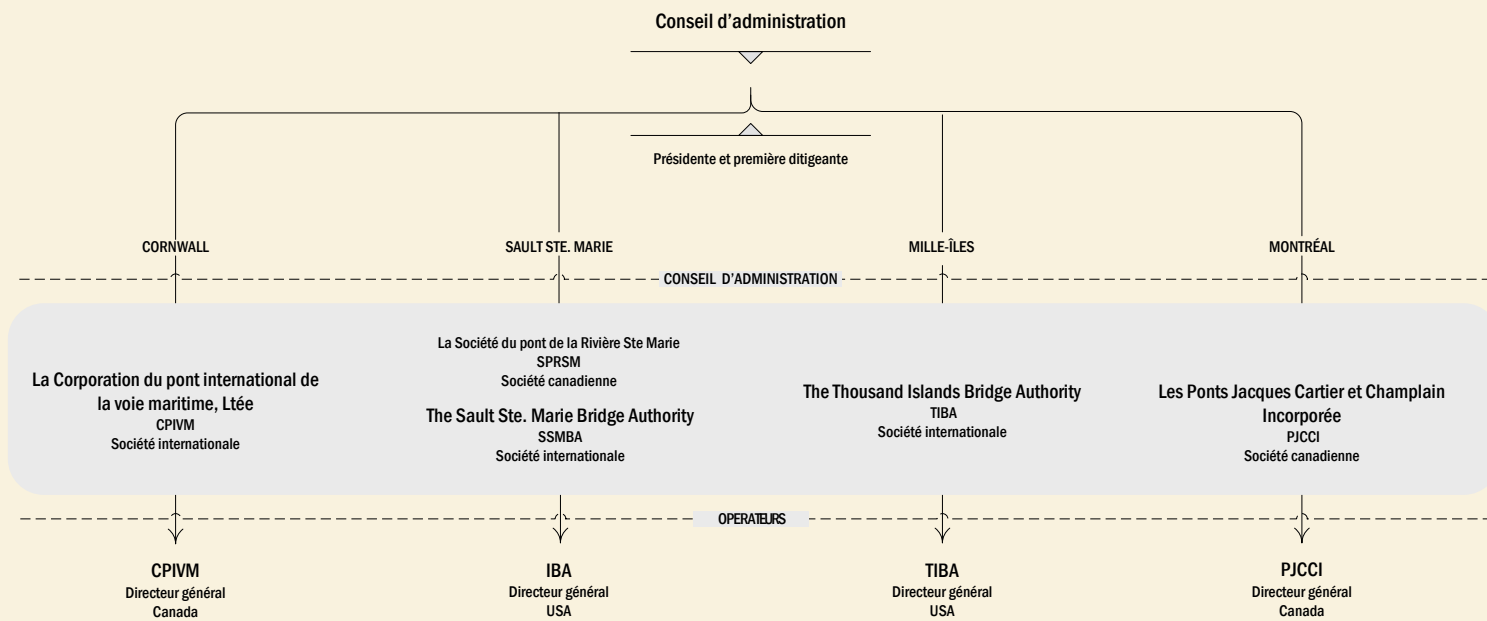 Conseil d'administration
Présidente et première ditigeante
CORNWALL
SAULT STE. MARIE
MILLE-ÎLES
MONTRÉAL
CONSEIL D'ADMINISTRATION
La Corporation du pont international de
la voie maritime, Ltée
CPIVM
Société internationale
La Société du pont de la Rivière Ste Marie
SPRSM
Société canadienne
The Sault Ste. Marie Bridge Authority
SSMBA
Société internationale
The Thousand Islands Bridge Authority
TIBA
Société internationale
Les Ponts Jacques Cartier et Champlain
Incorporée
PJCCI
Société canadienne
OPERATEURS
CPIVM
Directeur général
Canada
IBA
Directeur général
USA
TIBA
Directeur général
USA
PJCCI
Directeur général
Canada